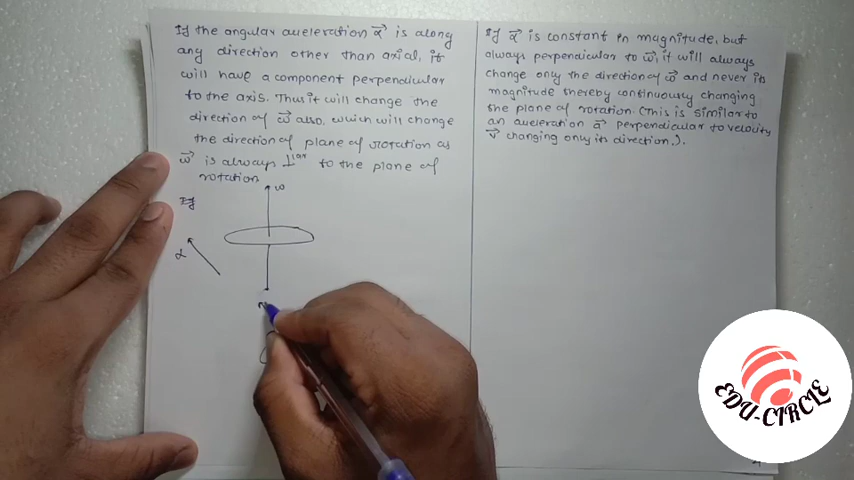 If the angular aueleration α⃗ is along
any direction other than axial, it
will have a component perpendicular
to the axis. Thus it will change the
direction of ω⃗ also, which will change
the direction of plane of rotation as
ω⃗ is always ⊥lar to the plane of
rotation
If
ω
α
If α⃗ is constant in magnitude, but
always perpendicular to ω⃗, it will always
change only the direction of ω⃗ and never its
magnitude thereby continuously changing
the plane of rotation. (This is similar to
an aueleration a⃗ perpendicular to velocity
v⃗ changing only in direction.).
EDU-CIRCLE